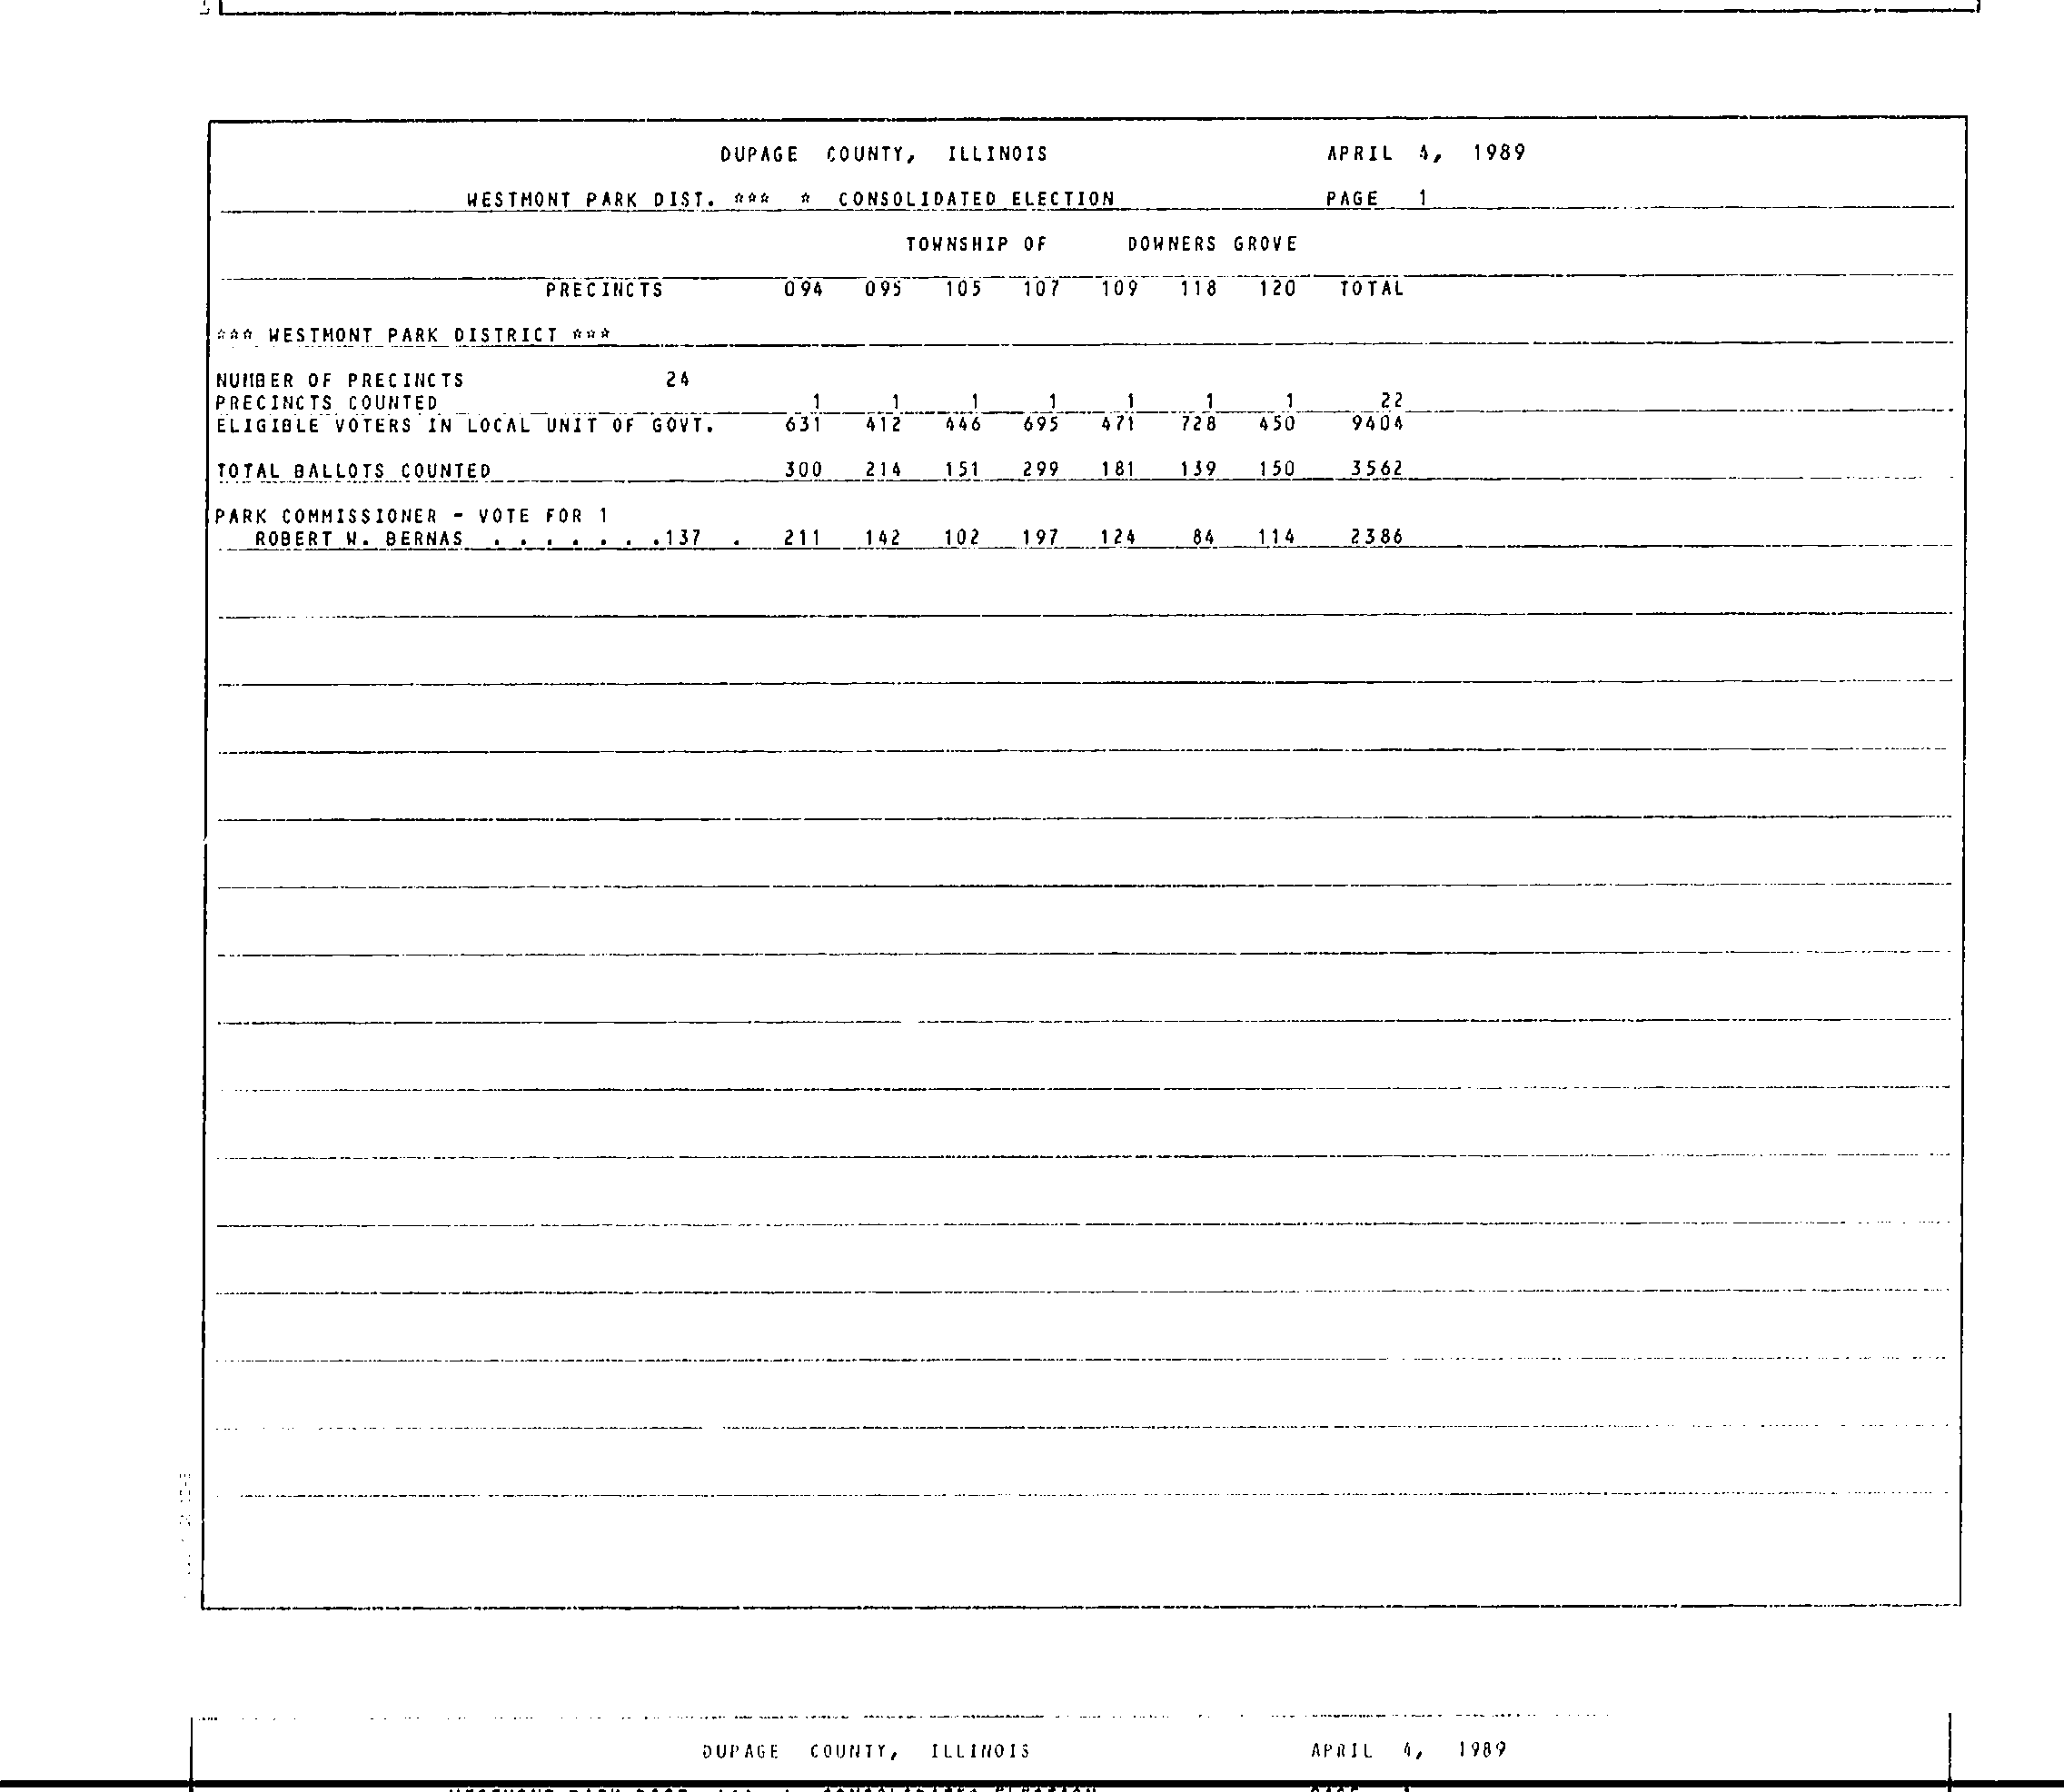 DUPAGE COUNTY, ILLINOIS APRIL 4, 1989
WESTMONT PARK DIST. *** * CONSOLIDATED ELECTION PAGE 1
TOWNSHIP OF DOWNERS GROVE
PRECINCTS 094 095 105 107 109 118 120 TOTAL
*** WESTMONT PARK DISTRICT ***
NUMBER OF PRECINCTS 24
PRECINCTS COUNTED 1 1 1 1 1 1 1 22
ELIGIBLE VOTERS IN LOCAL UNIT OF GOVT. 631 412 446 695 471 728 450 9404
TOTAL BALLOTS COUNTED 300 214 151 299 181 139 150 3562
PARK COMMISSIONER - VOTE FOR 1
ROBERT W. BERNAS . . . . . . .137 . 211 142 102 197 124 84 114 2386
DUPAGE COUNTY, ILLINOIS APRIL 4, 1989